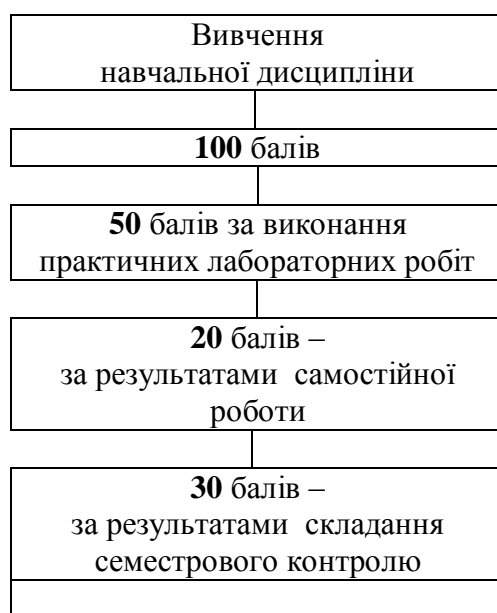 Вивчення
навчальної дисципліни
100 балів
50 балів за виконання
практичних лабораторних робіт
20 балів –
за результатами самостійної
роботи
30 балів –
за результатами складання
семестрового контролю